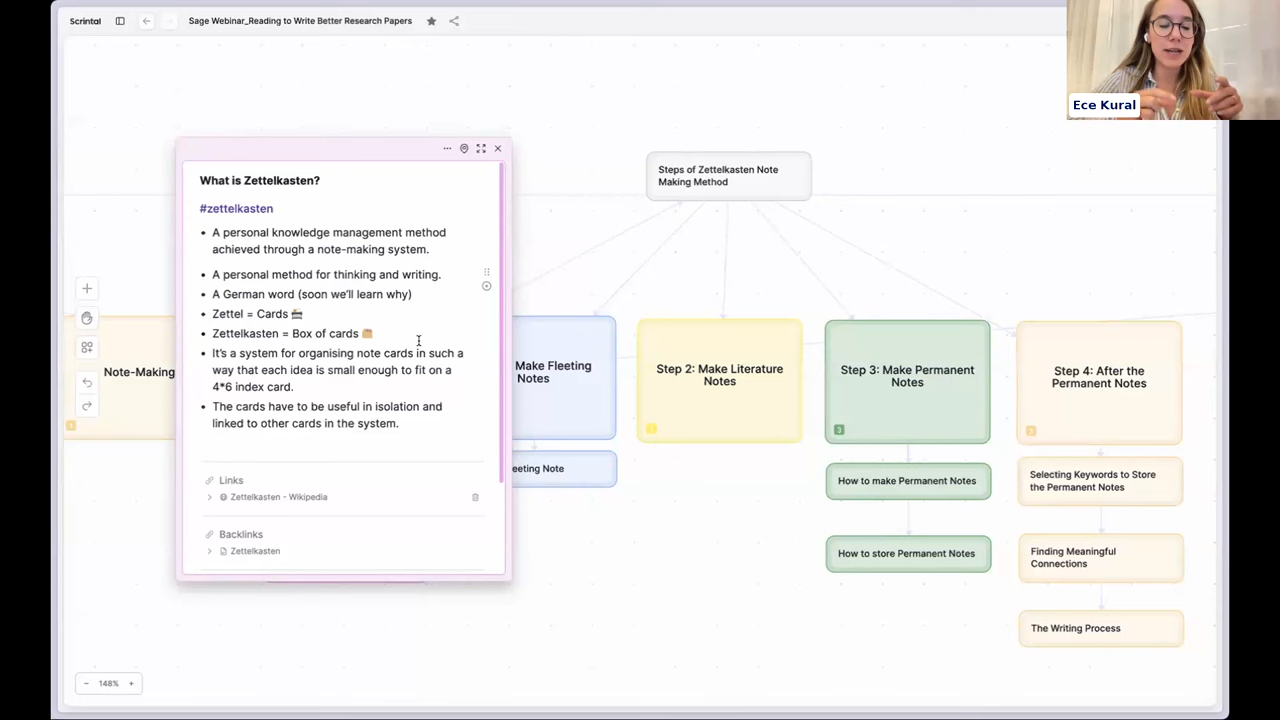 Scrintal
Sage Webinar_Reading to Write Better Research Papers
Ece Kural
What is Zettelkasten?
#zettelkasten
• A personal knowledge management method
achieved through a note-making system.
• A personal method for thinking and writing.
• A German word (soon we'll learn why)
• Zettel = Cards
• Zettelkasten = Box of cards
• It's a system for organising note cards in such a
way that each idea is small enough to fit on a
4*6 index card.
• The cards have to be useful in isolation and
linked to other cards in the system.
Links
Zettelkasten - Wikipedia
Backlinks
Zettelkasten
Steps of Zettelkasten Note
Making Method
Note-Making
1
Make Fleeting
Notes
eeting Note
Step 2: Make Literature
Notes
Step 3: Make Permanent
Notes
3
How to make Permanent Notes
How to store Permanent Notes
Step 4: After the
Permanent Notes
Selecting Keywords to Store
the Permanent Notes
Finding Meaningful
Connections
The Writing Process
− 148% +